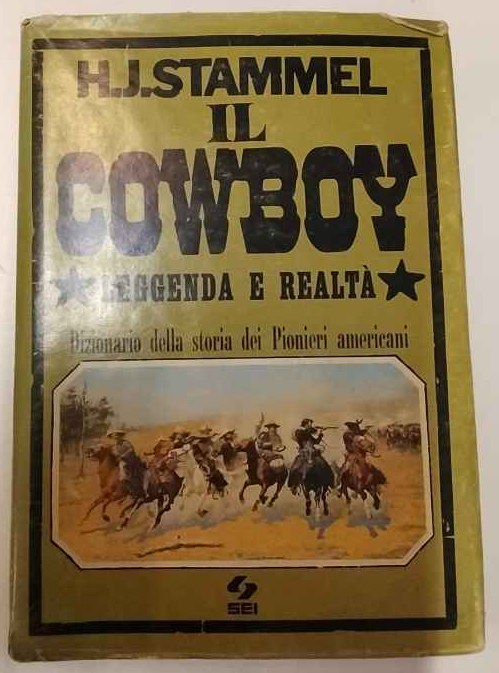 H.J.STAMMEL
IL
COWBOY
LEGGENDA E REALTÀ
Dizionario della storia dei Pionieri americani
SEI